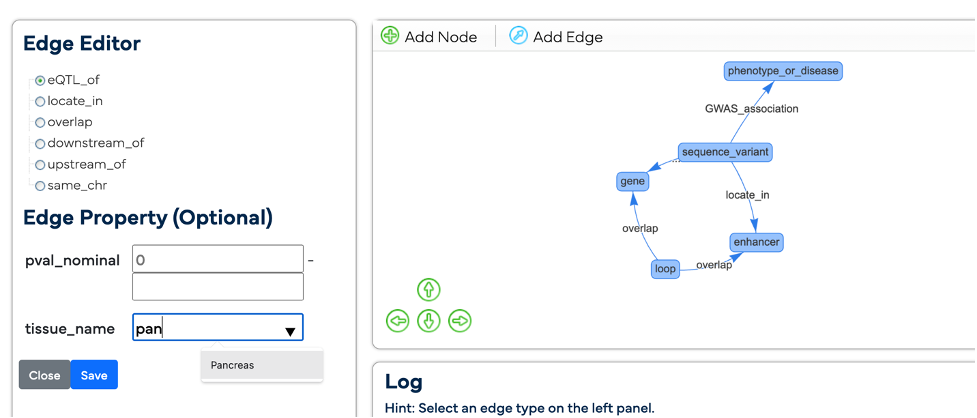 Edge Editor
eQTL_of
locate_in
overlap
downstream_of
upstream_of
same_chr
Edge Property (Optional)
pval_nominal 0 -
tissue_name pan
Pancreas
Close Save
Add Node Add Edge
phenotype_or_disease
GWAS_association
sequence_variant
...
gene
locate_in
overlap
enhancer
loop overlap
Log
Hint: Select an edge type on the left panel.